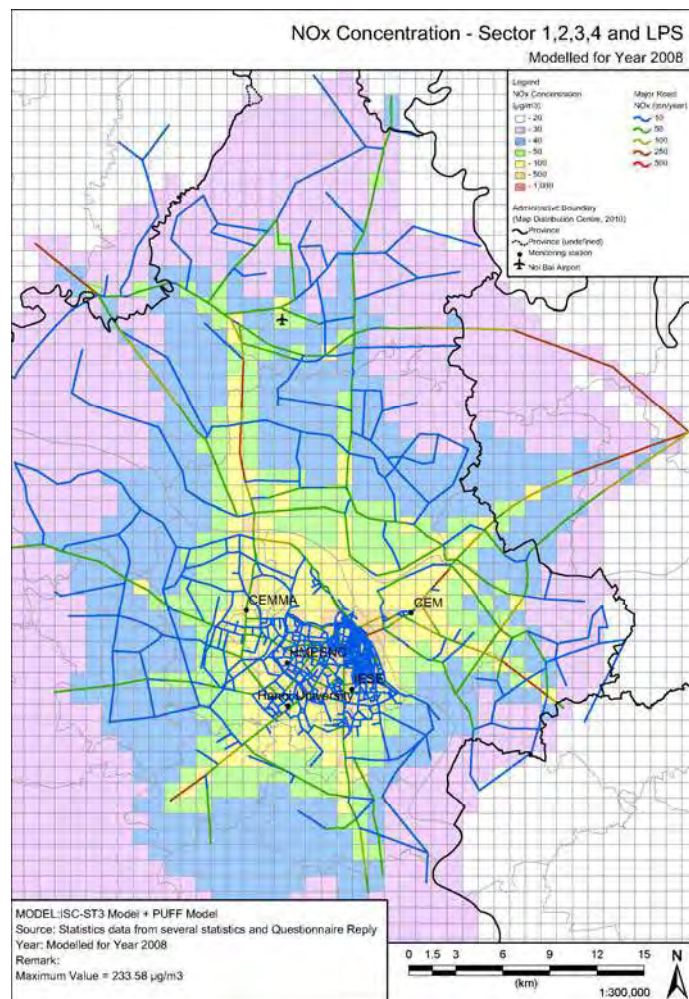 NOx Concentration - Sector 1,2,3,4 and LPS
Modelled for Year 2008
Legend
NOx Concentration
(µg/m3)
- 20
- 30
- 40
- 50
- 100
- 500
- 1,000
Major Road
NOx (ton/year)
10
50
100
250
500
Administrative Boundary
(Map Distribution Centre, 2010)
Province
Province (undefined)
Monitoring station
Noi Bai Airport
CEMMA
CEM
IESE
Hanoi University
MODEL:ISC-ST3 Model + PUFF Model
Source: Statistics data from several statistics and Questionnaire Reply
Year: Modelled for Year 2008
Remark:
Maximum Value = 233.58 µg/m3
0 1.5 3 6 9 12 15
(km)
N
1:300,000